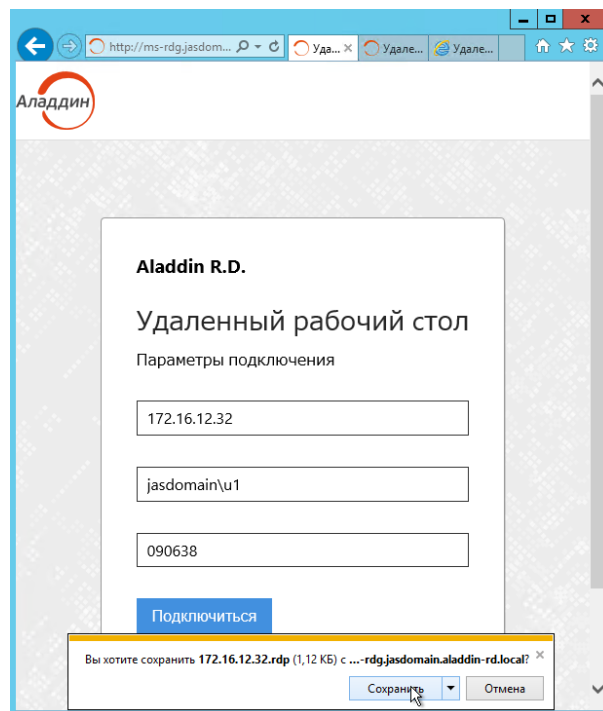 http://ms-rdg.jasdom...
Уда...
Удале...
Удале...
Аладдин
Aladdin R.D.
Удаленный рабочий стол
Параметры подключения
172.16.12.32
jasdomain\u1
090638
Подключиться
Вы хотите сохранить 172.16.12.32.rdp (1,12 КБ) с ...-rdg.jasdomain.aladdin-rd.local?
Сохранить
Отмена